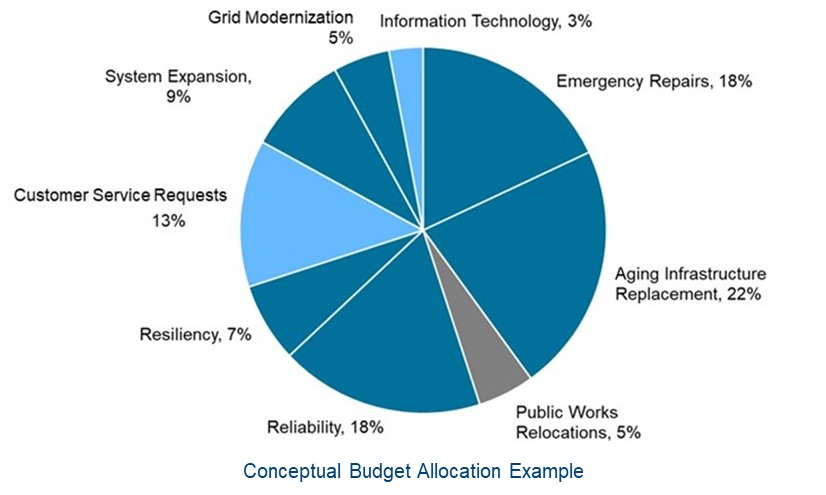 Grid Modernization
5%
Information Technology, 3%
System Expansion,
9%
Emergency Repairs, 18%
Customer Service Requests
13%
Aging Infrastructure
Replacement, 22%
Resiliency, 7%
Public Works
Relocations, 5%
Reliability, 18%
Conceptual Budget Allocation Example